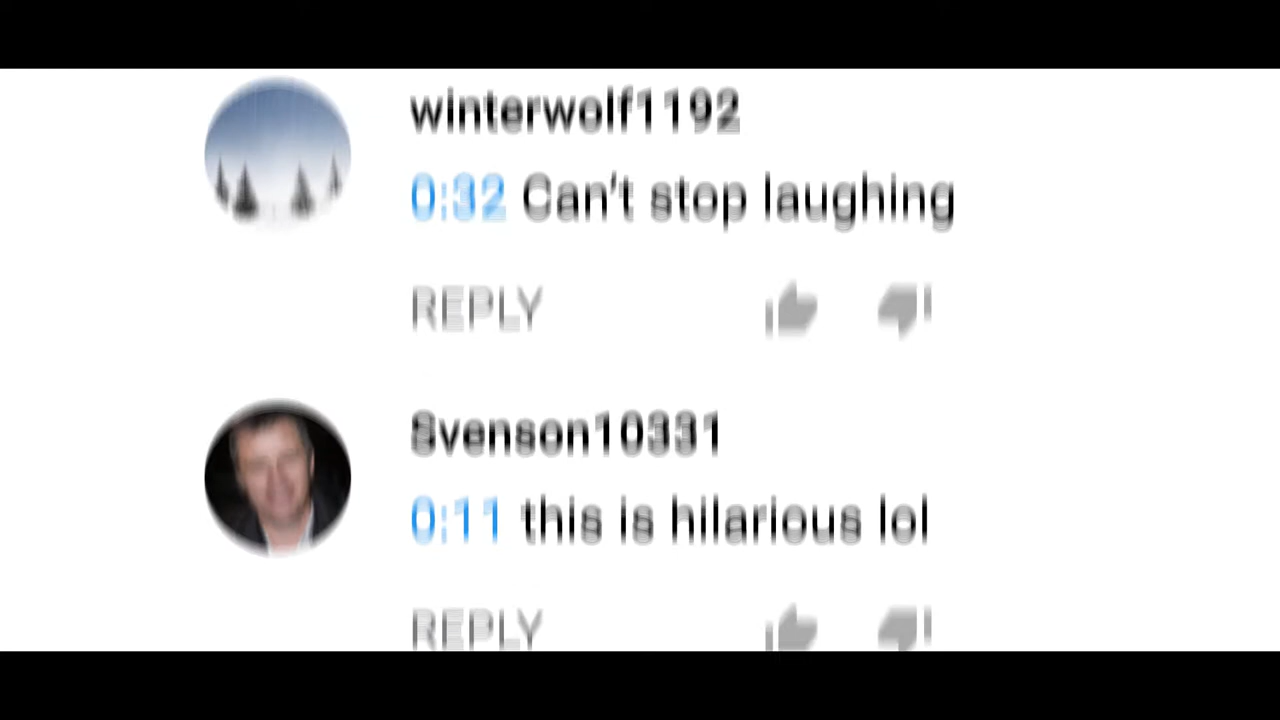 winterwolf1192
0:32 Can't stop laughing
REPLY
Svenson10331
0:11 this is hilarious lol
REPLY